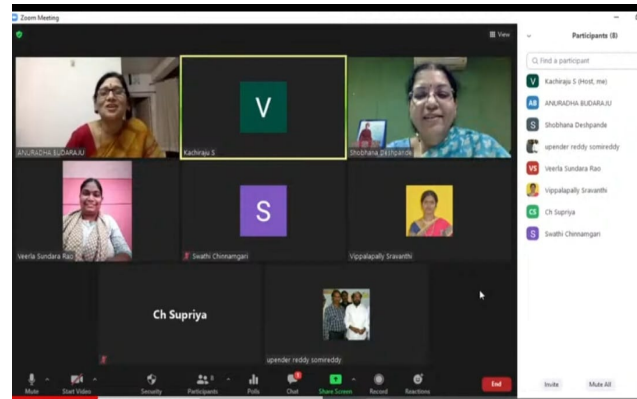 Zoom Meeting
View
Participants (8)
Find a participant
V Kachiraju S (Host, me)
AB ANURADHA BUDARAJU
S Shobhana Deshpande
upender reddy somireddy
VS Veerla Sundara Rao
Vippalapally Sravanthi
CS Ch Supriya
S Swathi Chinnamgari
V
ANURADHA BUDARAJU
Kachiraju S
Shobhana Deshpande
S
Veerla Sundara Rao
Swathi Chinnamgari
Vippalapally Sravanthi
Ch Supriya
upender reddy somireddy
Mute
Start Video
Security
Participants
8
Polls
Chat
Share Screen
Record
Reactions
End
Invite
Mute All